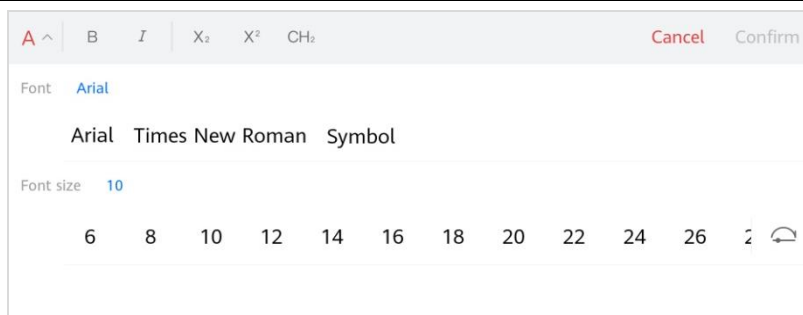 A B I X₂ X² CH₂ Cancel Confirm
Font Arial
Arial Times New Roman Symbol
Font size 10
6 8 10 12 14 16 18 20 22 24 26